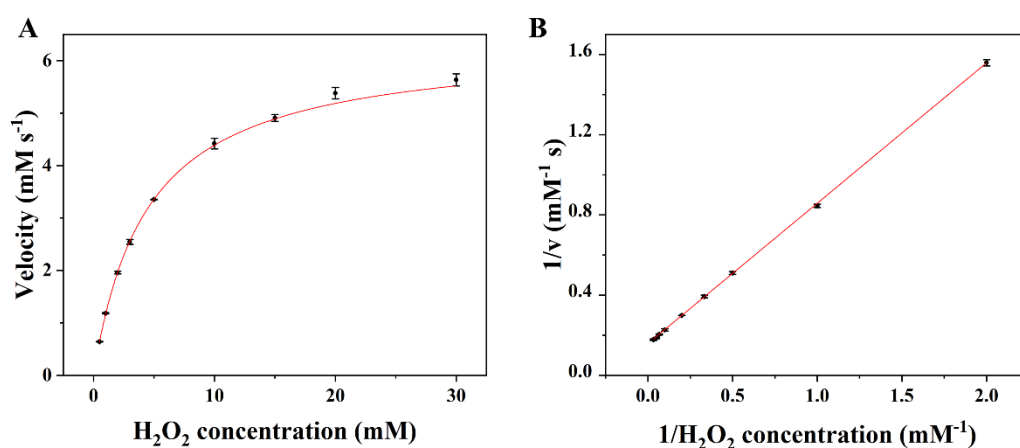 A
Velocity (mM s⁻¹)
6
4
2
0
0 10 20 30
H₂O₂ concentration (mM)
B
1/v (mM⁻¹ s)
1.6
1.2
0.8
0.4
0.0
0.0 0.5 1.0 1.5 2.0
1/H₂O₂ concentration (mM⁻¹)